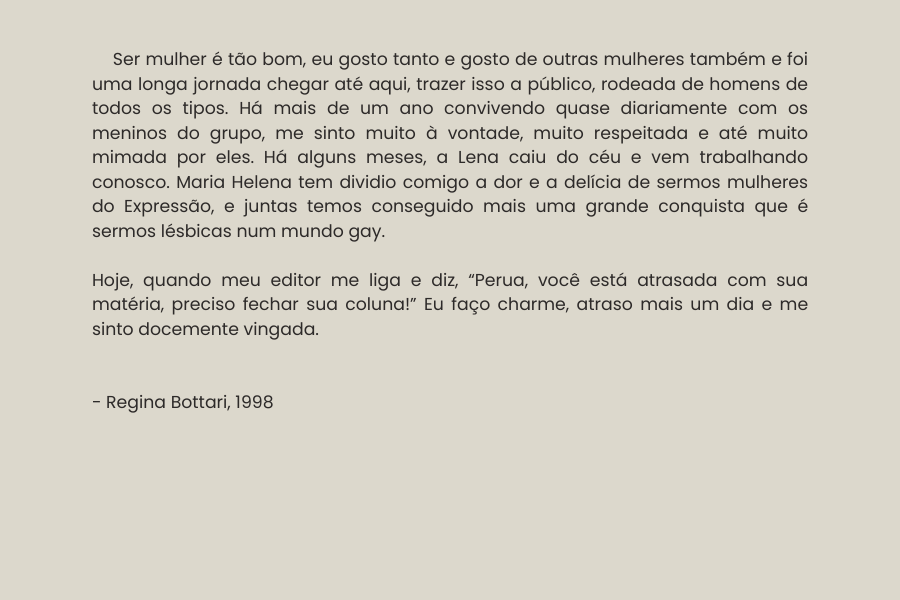 Ser mulher é tão bom, eu gosto tanto e gosto de outras mulheres também e foi
uma longa jornada chegar até aqui, trazer isso a público, rodeada de homens de
todos os tipos. Há mais de um ano convivendo quase diariamente com os
meninos do grupo, me sinto muito à vontade, muito respeitada e até muito
mimada por eles. Há alguns meses, a Lena caiu do céu e vem trabalhando
conosco. Maria Helena tem dividio comigo a dor e a delícia de sermos mulheres
do Expressão, e juntas temos conseguido mais uma grande conquista que é
sermos lésbicas num mundo gay.
Hoje, quando meu editor me liga e diz, “Perua, você está atrasada com sua
matéria, preciso fechar sua coluna!” Eu faço charme, atraso mais um dia e me
sinto docemente vingada.
- Regina Bottari, 1998